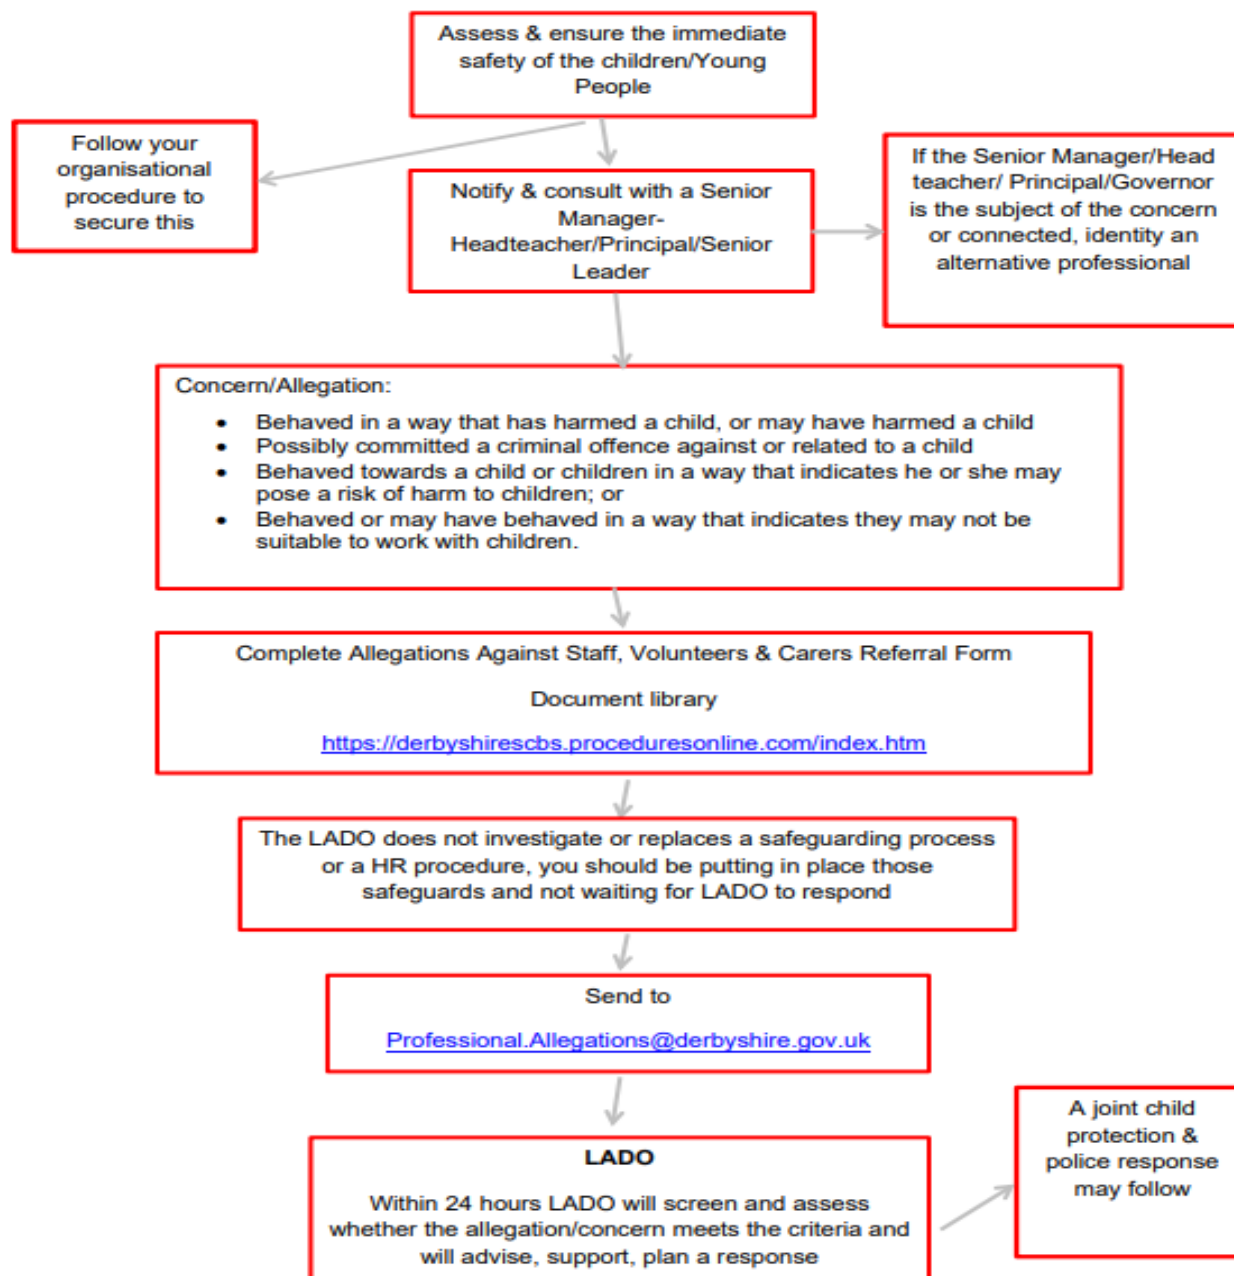 Assess & ensure the immediate
safety of the children/Young
People
Follow your
organisational
procedure to
secure this
Notify & consult with a Senior
Manager-
Headteacher/Principal/Senior
Leader
If the Senior Manager/Head
teacher/ Principal/Governor
is the subject of the concern
or connected, identity an
alternative professional
Concern/Allegation:
• Behaved in a way that has harmed a child, or may have harmed a child
• Possibly committed a criminal offence against or related to a child
• Behaved towards a child or children in a way that indicates he or she may
pose a risk of harm to children; or
• Behaved or may have behaved in a way that indicates they may not be
suitable to work with children.
Complete Allegations Against Staff, Volunteers & Carers Referral Form
Document library
https://derbyshirescbs.proceduresonline.com/index.htm
The LADO does not investigate or replaces a safeguarding process
or a HR procedure, you should be putting in place those
safeguards and not waiting for LADO to respond
Send to
Professional.Allegations@derbyshire.gov.uk
LADO
Within 24 hours LADO will screen and assess
whether the allegation/concern meets the criteria and
will advise, support, plan a response
A joint child
protection &
police response
may follow